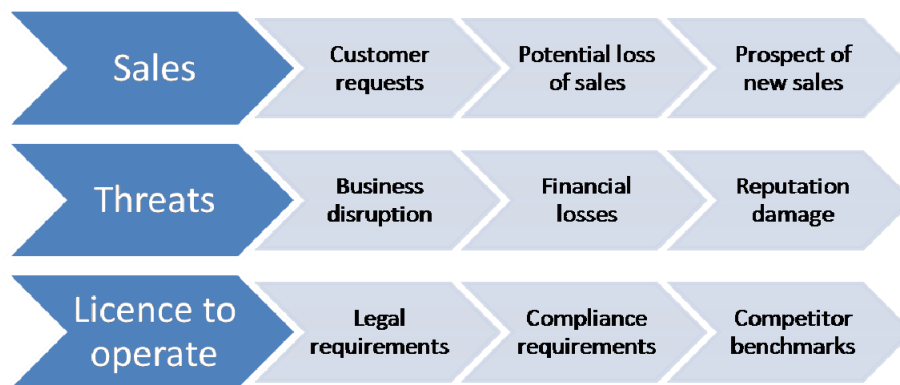 Sales
Customer
requests
Potential loss
of sales
Prospect of
new sales
Threats
Business
disruption
Financial
losses
Reputation
damage
Licence to
operate
Legal
requirements
Compliance
requirements
Competitor
benchmarks